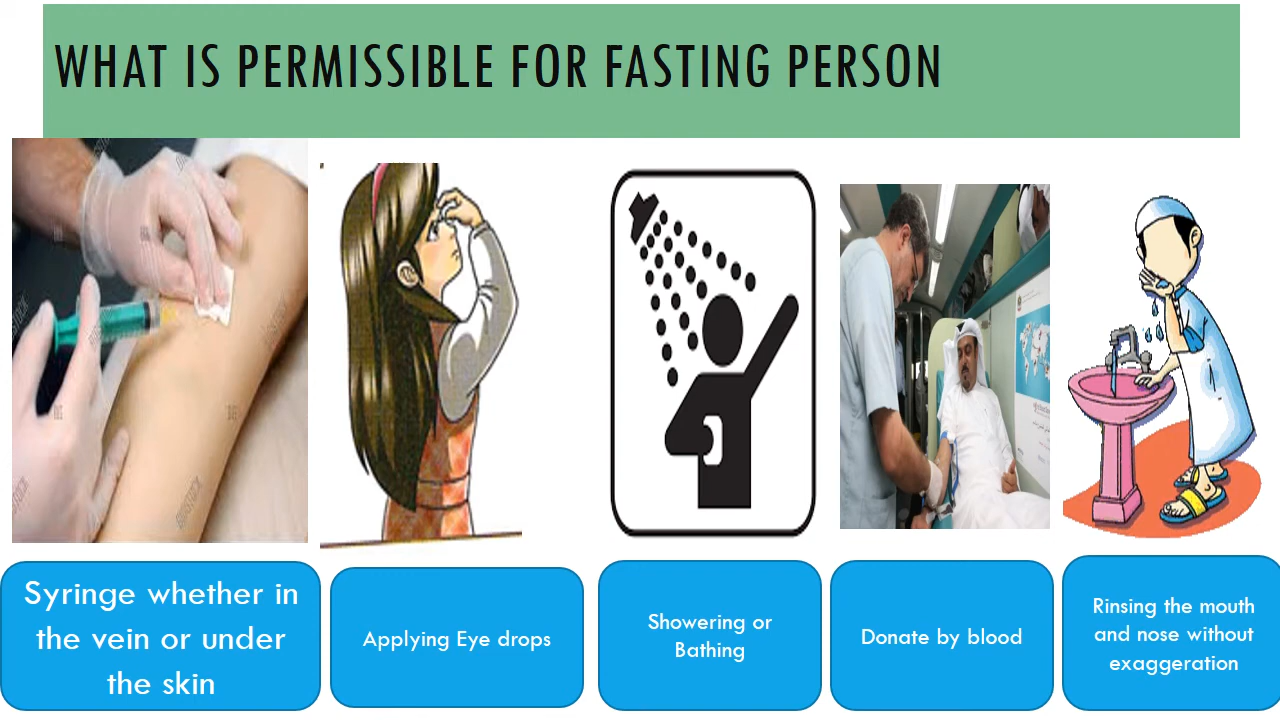 WHAT IS PERMISSIBLE FOR FASTING PERSON
Syringe whether in
the vein or under
the skin
Applying Eye drops
Showering or
Bathing
Donate by blood
Rinsing the mouth
and nose without
exaggeration